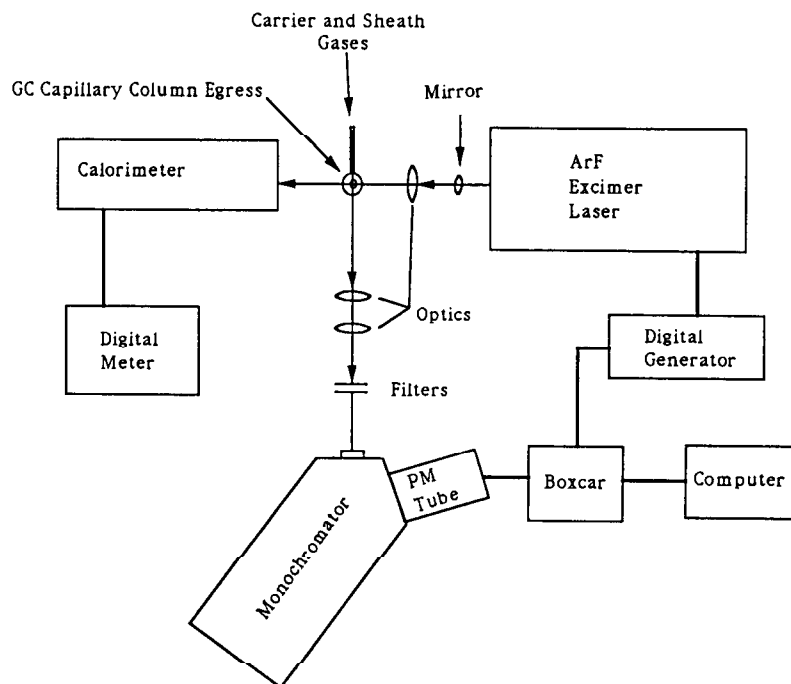 Carrier and Sheath
Gases
GC Capillary Column Egress
Mirror
Calorimeter
ArF
Excimer
Laser
Optics
Digital
Meter
Digital
Generator
Filters
PM
Tube
Boxcar
Computer
Monochromator